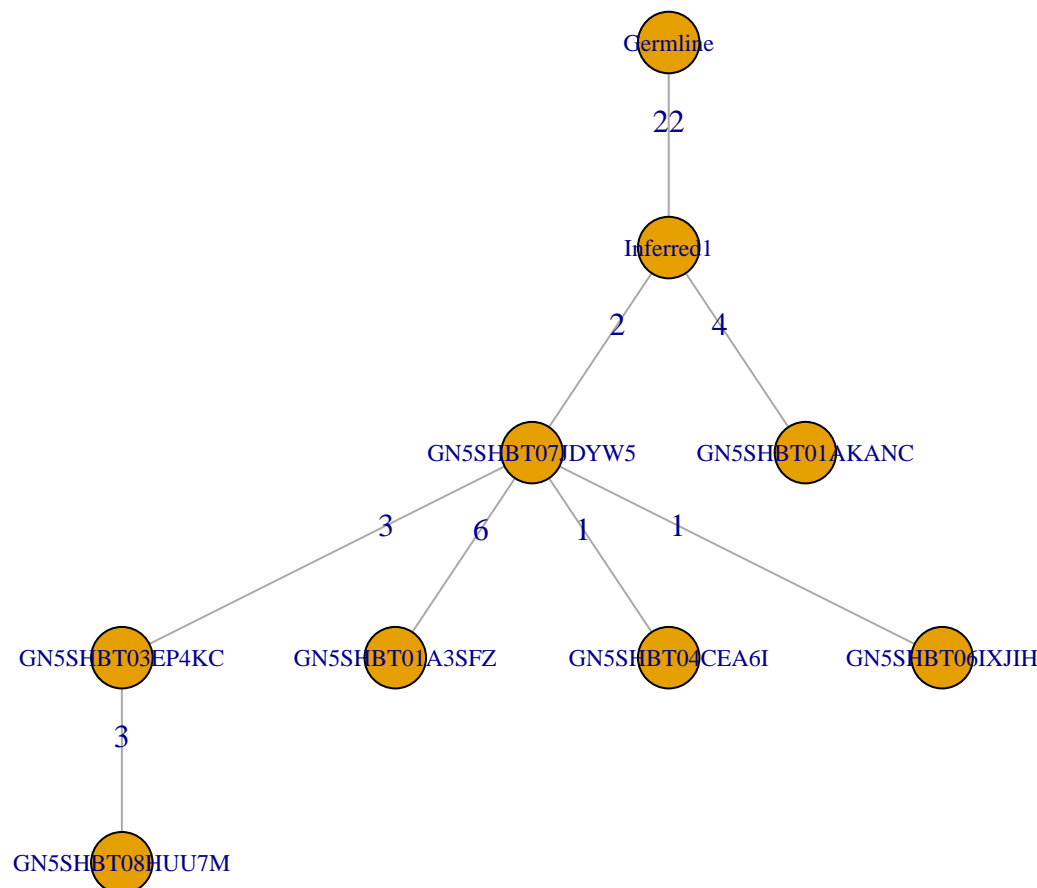 Germline
22
Inferred1
2
4
GN5SHBT07JDYW5
GN5SHBT01AKANC
3
6
1
1
GN5SHBT03EP4KC
GN5SHBT01A3SFZ
GN5SHBT04CEA6I
GN5SHBT06IXJIH
3
GN5SHBT08HUU7M